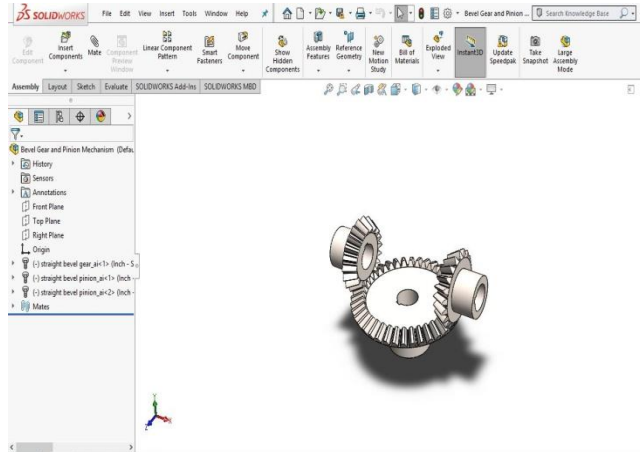 SOLIDWORKS File Edit View Insert Tools Window Help Bevel Gear and Pinion ... Search Knowledge Base
Edit Component
Insert Components
Mate
Component Preview Window
Linear Component Pattern
Smart Fasteners
Move Component
Show Hidden Components
Assembly Features
Reference Geometry
New Motion Study
Bill of Materials
Exploded View
Instant3D
Update Speedpak
Take Snapshot
Large Assembly Mode
Assembly Layout Sketch Evaluate SOLIDWORKS Add-Ins SOLIDWORKS MBD
Bevel Gear and Pinion Mechanism (Defau
History
Sensors
Annotations
Front Plane
Top Plane
Right Plane
Origin
(-) straight bevel gear_ai<1> (Inch - S
(-) straight bevel pinion_ai<1> (Inch
(-) straight bevel pinion_ai<2> (Inch -
Mates
Y
X
Z